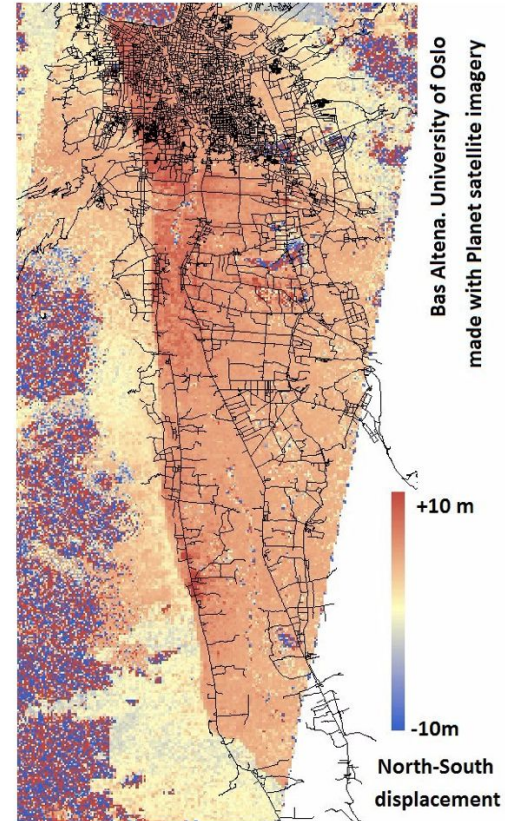 Bas Altena. University of Oslo
made with Planet satellite imagery
+10 m
-10m
North-South
displacement